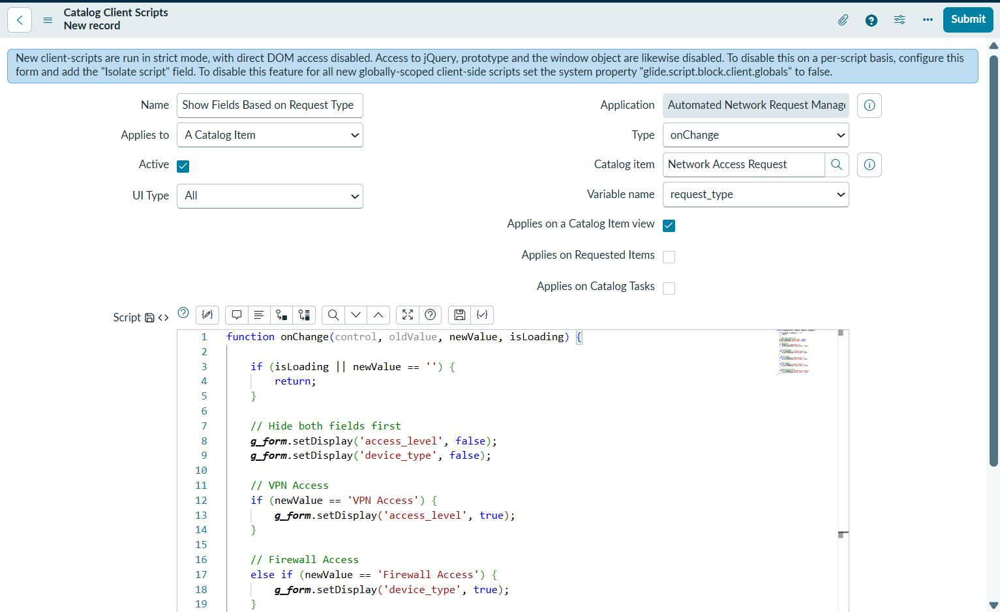 Catalog Client Scripts
New record
Submit
New client-scripts are run in strict mode, with direct DOM access disabled. Access to jQuery, prototype and the window object are likewise disabled. To disable this on a per-script basis, configure this
form and add the "Isolate script" field. To disable this feature for all new globally-scoped client-side scripts set the system property "glide.script.block.client.globals" to false.
Name Show Fields Based on Request Type
Application Automated Network Request Manage
Applies to A Catalog Item
Type onChange
Active
Catalog item Network Access Request
UI Type All
Variable name request_type
Applies on a Catalog Item view
Applies on Requested Items
Applies on Catalog Tasks
Script
1 function onChange(control, oldValue, newValue, isLoading) {
2
3 if (isLoading || newValue == '') {
4 return;
5 }
6
7 // Hide both fields first
8 g_form.setDisplay('access_level', false);
9 g_form.setDisplay('device_type', false);
10
11 // VPN Access
12 if (newValue == 'VPN Access') {
13 g_form.setDisplay('access_level', true);
14 }
15
16 // Firewall Access
17 else if (newValue == 'Firewall Access') {
18 g_form.setDisplay('device_type', true);
19 }